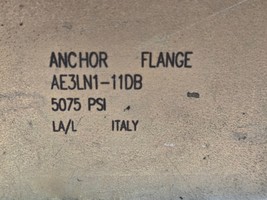 ANCHOR FLANGE
AE3LN1-11DB
5075 PSI
LA/L ITALY